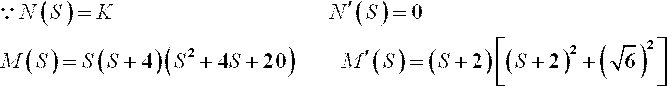 ∵ N(S)=K N′(S)=0
M(S)=S(S+4)(S²+4S+20) M′(S)=(S+2)[(S+2)²+(√6)²]